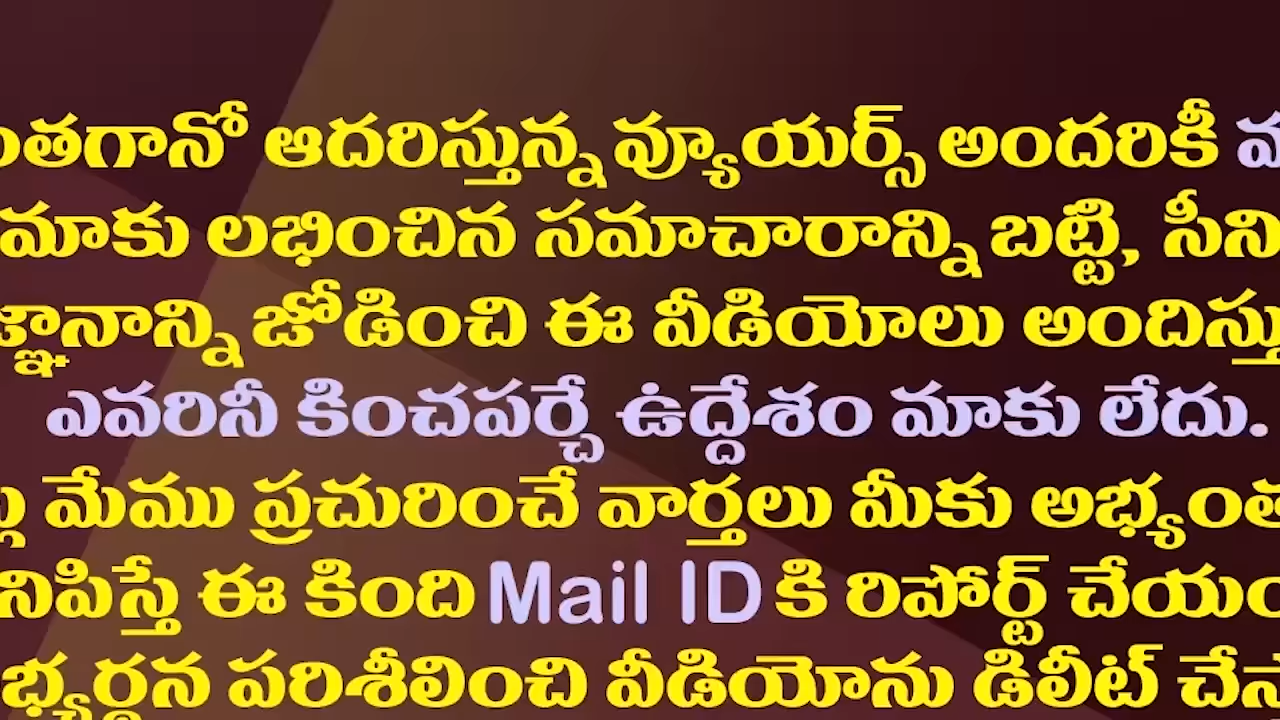 ఆదరిస్తున్న వ్యూయర్స్ అందరికీ
మాకు లభించిన సమాచారాన్ని బట్టి,
జోడించి ఈ వీడియోలు
ఎవరినీ కించపర్చే ఉద్దేశం మాకు లేదు.
మేము ప్రచురించే వార్తలు మీకు
ఈ కింది Mail ID కి రిపోర్ట్
పరిశీలించి వీడియోను డిలీట్